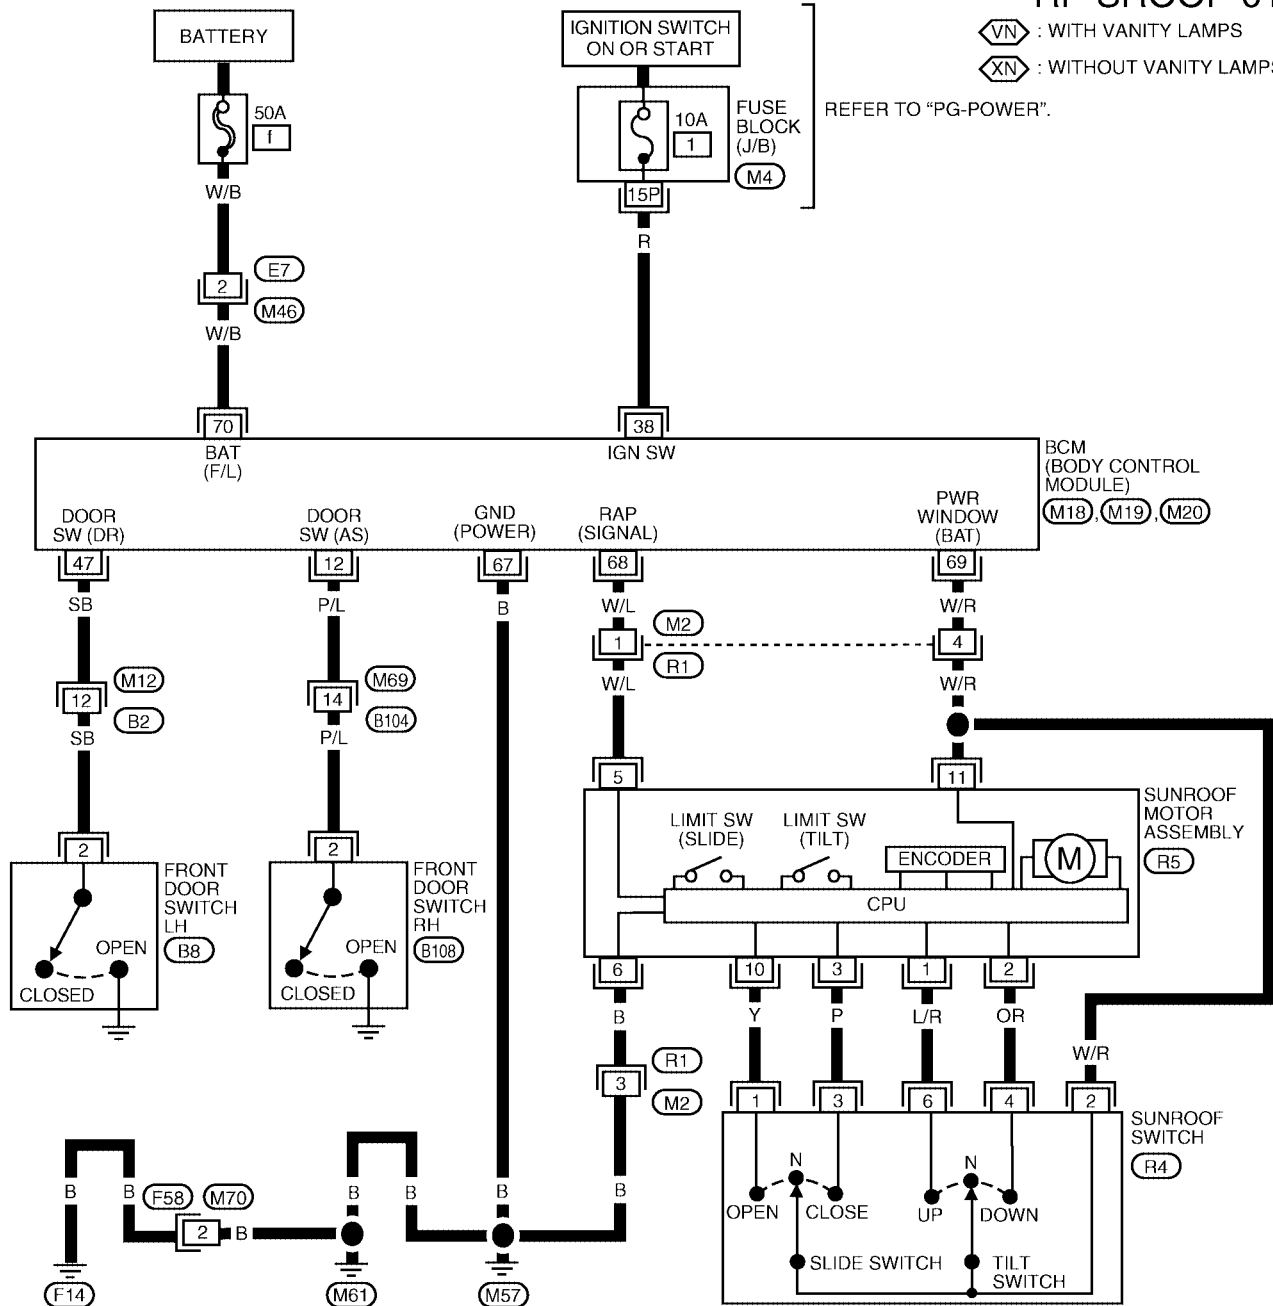 BATTERY
IGNITION SWITCH
ON OR START
VN : WITH VANITY LAMPS
XN : WITHOUT VANITY LAMPS
50A
f
10A
1
FUSE
BLOCK
(J/B)
M4
REFER TO “PG-POWER”.
15P
W/B
R
2
E7
M46
W/B
70
38
BAT
(F/L)
IGN SW
BCM
(BODY CONTROL
MODULE)
M18 , M19 , M20
DOOR
SW (DR)
DOOR
SW (AS)
GND
(POWER)
RAP
(SIGNAL)
PWR
WINDOW
(BAT)
47
12
67
68
69
SB
P/L
B
W/L
W/R
1
M2
R1
4
W/L
W/R
12
M12
B2
14
M69
B104
SB
P/L
5
11
SUNROOF
MOTOR
ASSEMBLY
R5
LIMIT SW
(SLIDE)
LIMIT SW
(TILT)
ENCODER
M
CPU
2
FRONT
DOOR
SWITCH
LH
B8
OPEN
CLOSED
2
FRONT
DOOR
SWITCH
RH
B108
OPEN
CLOSED
6
10
3
1
2
B
Y
P
L/R
OR
W/R
3
R1
M2
1
3
6
4
2
SUNROOF
SWITCH
R4
N
OPEN
CLOSE
N
UP
DOWN
SLIDE SWITCH
TILT
SWITCH
B
B
F58
M70
2
B
B
B
B
B
F14
M61
M57